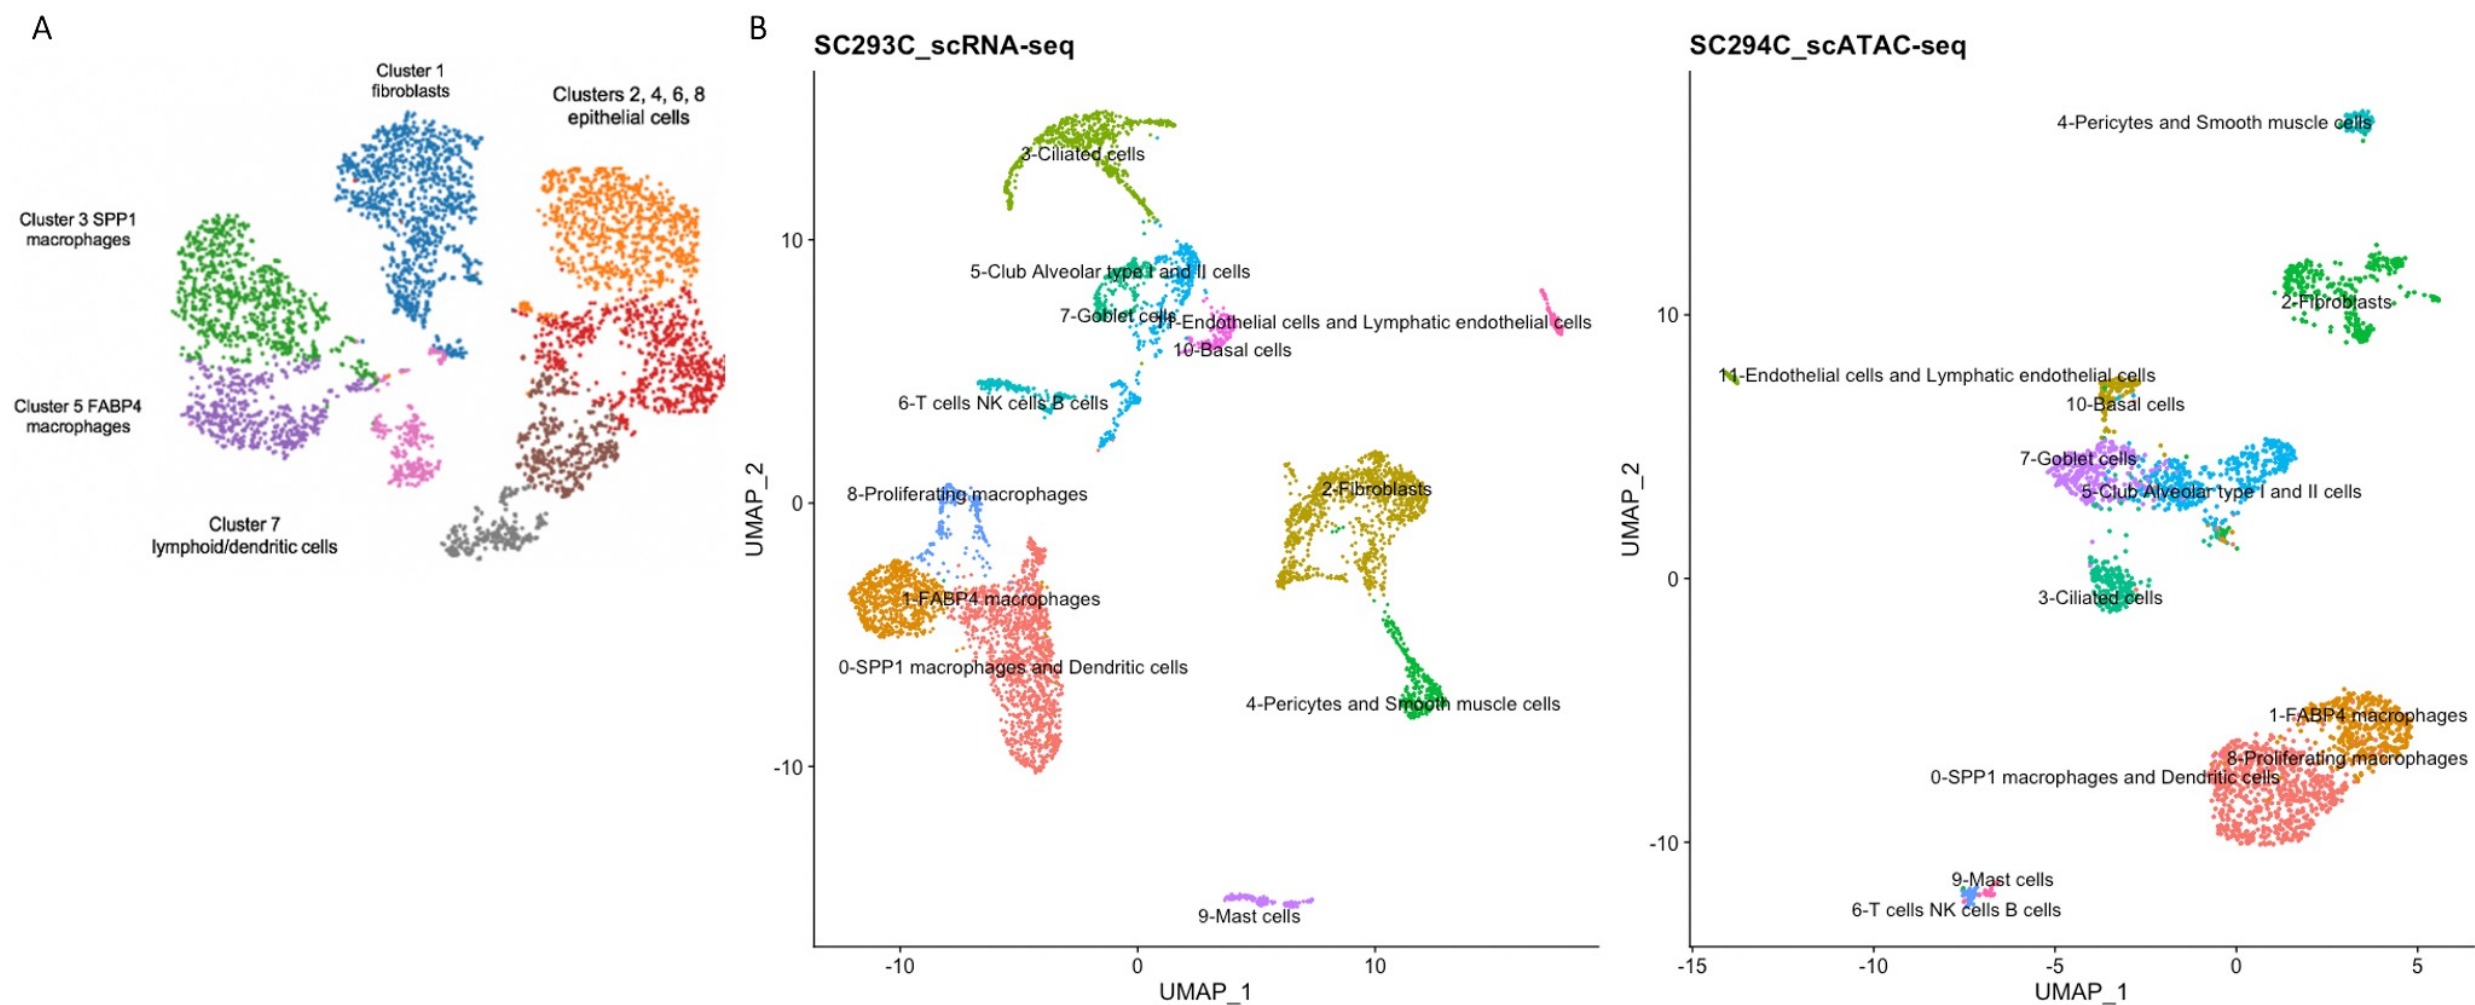 A
Cluster 1
fibroblasts
Clusters 2, 4, 6, 8
epithelial cells
Cluster 3 SPP1
macrophages
Cluster 5 FABP4
macrophages
Cluster 7
lymphoid/dendritic cells
B
SC293C_scRNA-seq
3-Ciliated cells
5-Club Alveolar type I and II cells
7-Goblet cells
11-Endothelial cells and Lymphatic endothelial cells
10-Basal cells
6-T cells NK cells B cells
8-Proliferating macrophages
2-Fibroblasts
1-FABP4 macrophages
0-SPP1 macrophages and Dendritic cells
4-Pericytes and Smooth muscle cells
9-Mast cells
10
0
-10
UMAP_2
-10
0
10
UMAP_1
SC294C_scATAC-seq
4-Pericytes and Smooth muscle cells
2-Fibroblasts
11-Endothelial cells and Lymphatic endothelial cells
10-Basal cells
7-Goblet cells
5-Club Alveolar type I and II cells
3-Ciliated cells
1-FABP4 macrophages
8-Proliferating macrophages
0-SPP1 macrophages and Dendritic cells
9-Mast cells
6-T cells NK cells B cells
10
0
-10
UMAP_2
-15
-10
-5
0
5
UMAP_1